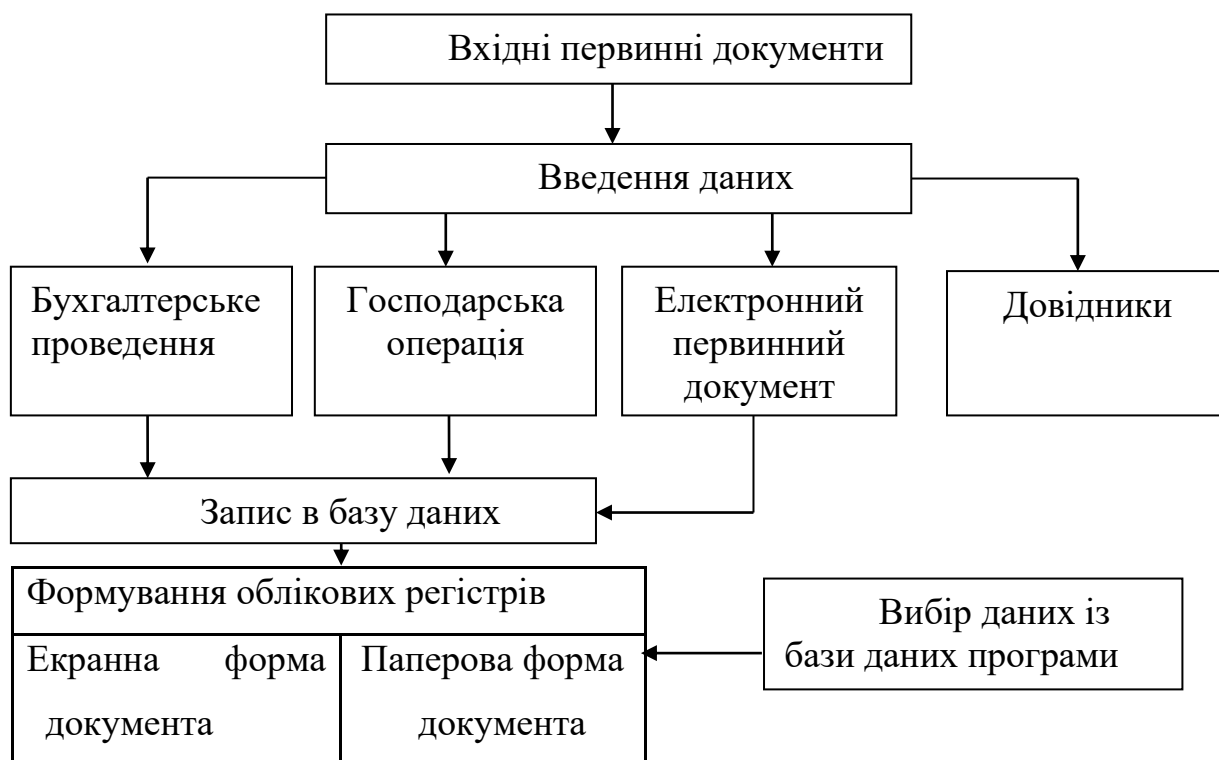 Вхідні первинні документи
Введення даних
Бухгалтерське
проведення
Господарська
операція
Електронний
первинний
документ
Довідники
Запис в базу даних
Формування облікових регістрів
Екранна форма
документа
Паперова форма
документа
Вибір даних із
бази даних програми